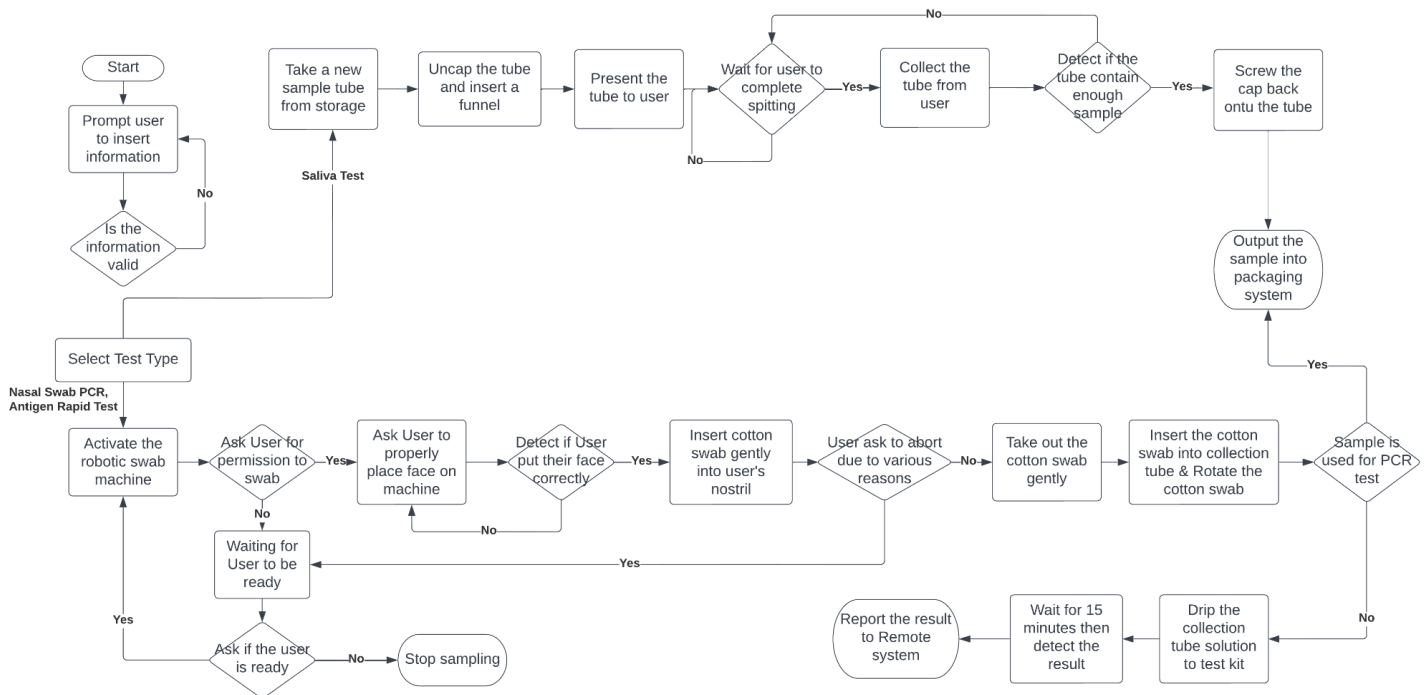 Start
Prompt user
to insert
information
No
Is the
information
valid
Select Test Type
Saliva Test
Take a new
sample tube
from storage
Uncap the tube
and insert a
funnel
Present the
tube to user
Wait for user to
complete
spitting
No
Yes
Collect the
tube from
user
Detect if the
tube contain
enough
sample
No
Yes
Screw the
cap back
ontu the tube
Output the
sample into
packaging
system
Nasal Swab PCR,
Antigen Rapid Test
Activate the
robotic swab
machine
Ask User for
permission to
swab
Yes
No
Ask User to
properly
place face on
machine
Detect if User
put their face
correctly
No
Yes
Insert cotton
swab gently
into user's
nostril
User ask to abort
due to various
reasons
Yes
No
Take out the
cotton swab
gently
Insert the cotton
swab into collection
tube & Rotate the
cotton swab
Sample is
used for PCR
test
Yes
No
Drip the
collection
tube solution
to test kit
Wait for 15
minutes then
detect the
result
Report the result
to Remote
system
Waiting for
User to be
ready
Ask if the user
is ready
Yes
No
Stop sampling